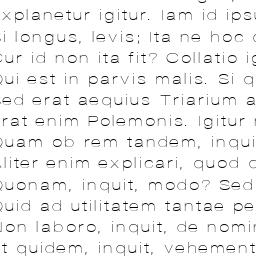 explanetur igitur. Iam id ipsu
si longus, levis; Ita ne hoc
Cur id non ita fit? Collatio ig
Qui est in parvis malis. Si q
sed erat aequius Triarium a
erat enim Polemonis. Igitur
Quam ob rem tandem, inqui
Aliter enim explicari, quod
Quonam, inquit, modo? Sed
Quid ad utilitatem tantae pe
Non laboro, inquit, de nomi
et quidem, inquit, vehement